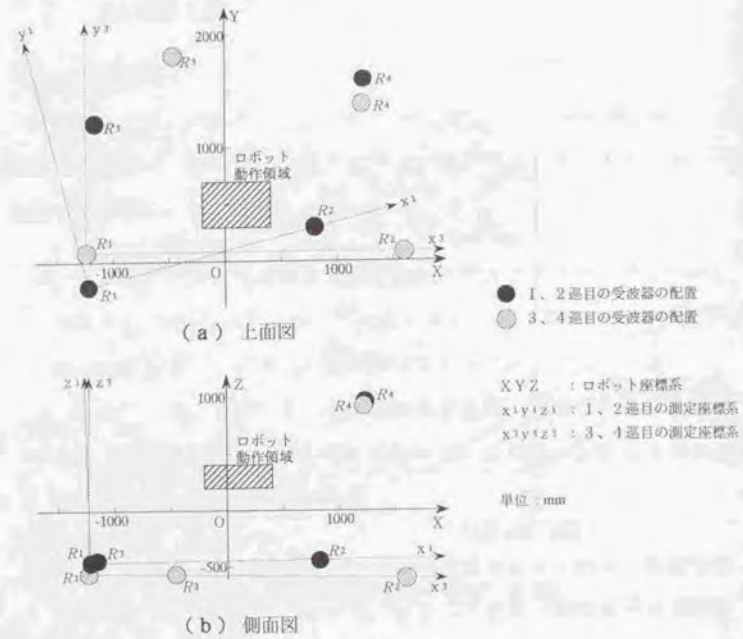 y¹
y³
Y
2000
R³
R⁴
R⁴
R³
1000
ロボット
動作領域
R²
x¹
R¹
R²
x³
-1000
O
1000
X
R¹
(a) 上面図
1、2巡目の受波器の配置
3、4巡目の受波器の配置
z¹
z³
Z
1000
R⁴
R⁴
ロボット
動作領域
XYZ :ロボット座標系
x¹y¹z¹:1、2巡目の測定座標系
x³y³z³:3、4巡目の測定座標系
単位:mm
-1000
O
1000
X
R¹
R³
R²
x¹
-500
R¹
R³
R²
x³
(b) 側面図